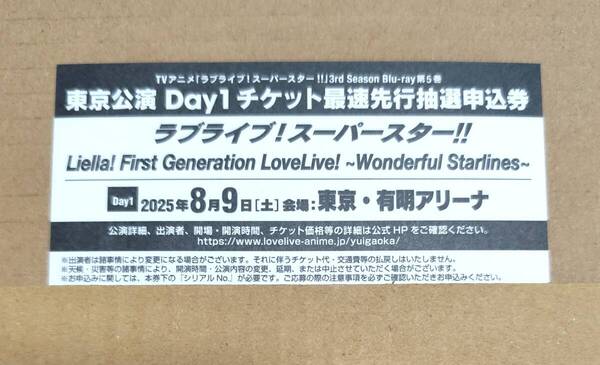 TVアニメ「ラブライブ！スーパースター!!」3rd Season Blu-ray 第5巻
東京公演 Day1 チケット最速先行抽選申込券
ラブライブ！スーパースター!!
Liella! First Generation LoveLive! ~Wonderful Starlines~
Day1 2025年8月9日[土] 会場：東京・有明アリーナ
公演詳細、出演者、開場・開演時間、チケット価格等の詳細は公式HPをご確認ください。
https://www.lovelive-anime.jp/yuigaoka/
※出演者は諸事情により変更になる場合がございます。それに伴うチケット代・交通費等の払戻しはいたしません。
※天候・災害等の諸事情により、開演時間・公演内容の変更、延期、または中止させていただく場合がございます。
※お申込みに関しては、本券下の「シリアルNo.」が必要です。ご応募の際の注意事項を必ずご確認いただきお申込みください。